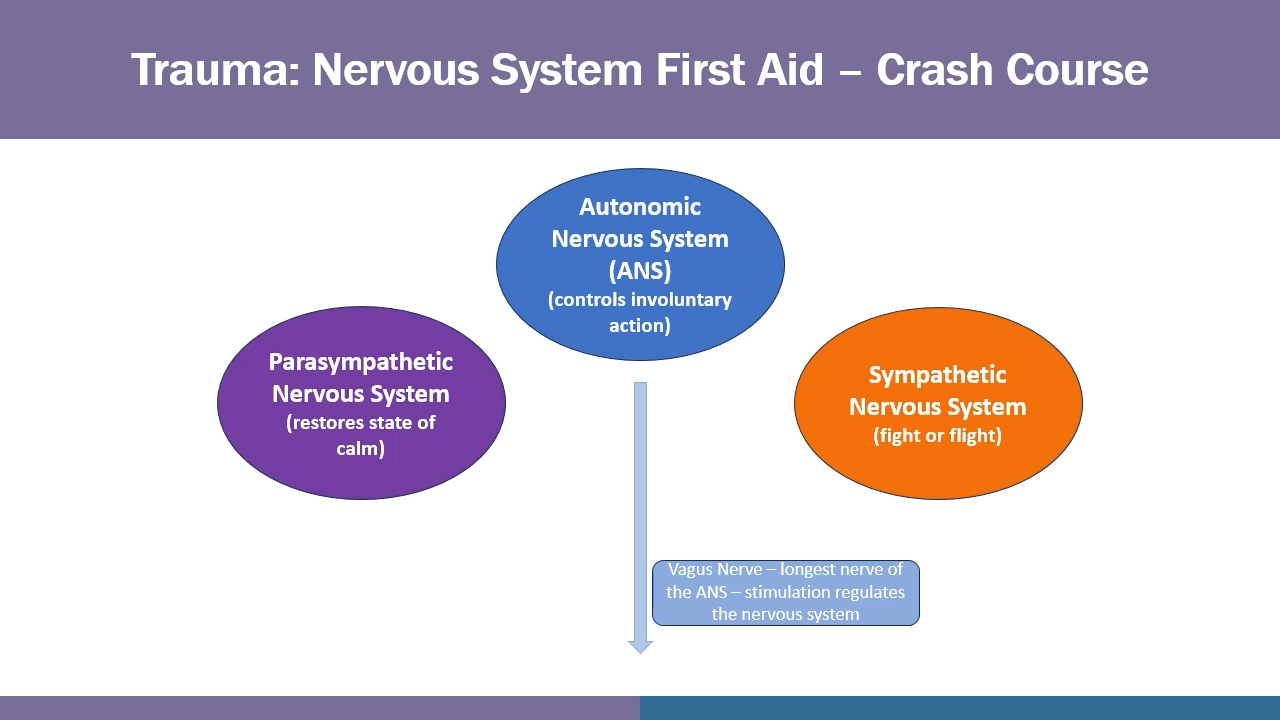 Trauma: Nervous System First Aid – Crash Course
Autonomic
Nervous System
(ANS)
(controls involuntary
action)
Parasympathetic
Nervous System
(restores state of
calm)
Sympathetic
Nervous System
(fight or flight)
Vagus Nerve – longest nerve of
the ANS – stimulation regulates
the nervous system